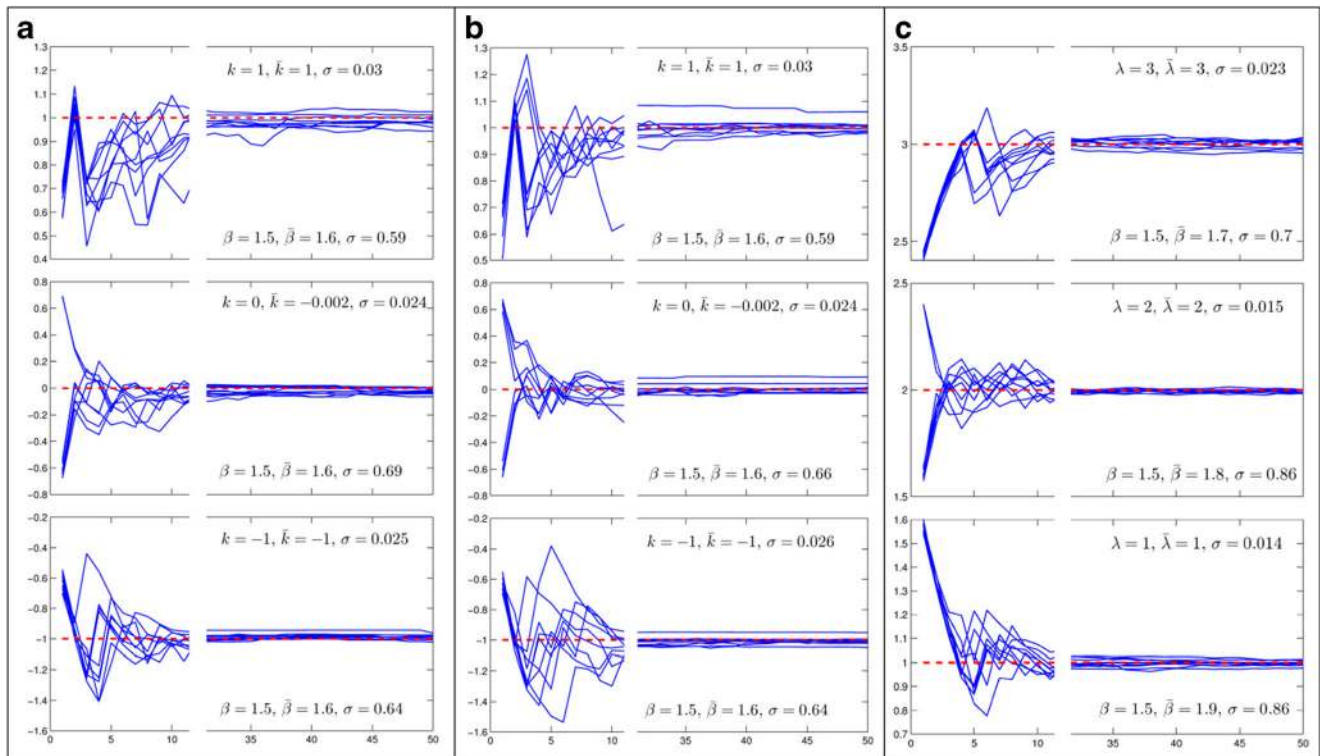 a
1.3
1.2
1.1
1
0.9
0.8
0.7
0.6
0.5
0.4
k = 1, k̄ = 1, σ = 0.03
β = 1.5, β̄ = 1.6, σ = 0.59
0.8
0.6
0.4
0.2
0
−0.2
−0.4
−0.6
−0.8
k = 0, k̄ = −0.002, σ = 0.024
β = 1.5, β̄ = 1.6, σ = 0.69
−0.2
−0.4
−0.6
−0.8
−1
−1.2
−1.4
−1.6
k = −1, k̄ = −1, σ = 0.025
β = 1.5, β̄ = 1.6, σ = 0.64
0 5 10 35 40 45 50
b
1.3
1.2
1.1
1
0.9
0.8
0.7
0.6
0.5
k = 1, k̄ = 1, σ = 0.03
β = 1.5, β̄ = 1.6, σ = 0.59
0.8
0.6
0.4
0.2
0
−0.2
−0.4
−0.6
−0.8
k = 0, k̄ = −0.002, σ = 0.024
β = 1.5, β̄ = 1.6, σ = 0.66
−0.2
−0.4
−0.6
−0.8
−1
−1.2
−1.4
−1.6
k = −1, k̄ = −1, σ = 0.026
β = 1.5, β̄ = 1.6, σ = 0.64
0 5 10 35 40 45 50
c
3.5
3
2.5
λ = 3, λ̄ = 3, σ = 0.023
β = 1.5, β̄ = 1.7, σ = 0.7
2.5
2
1.5
λ = 2, λ̄ = 2, σ = 0.015
β = 1.5, β̄ = 1.8, σ = 0.86
1.6
1.5
1.4
1.3
1.2
1.1
1
0.9
0.8
0.7
λ = 1, λ̄ = 1, σ = 0.014
β = 1.5, β̄ = 1.9, σ = 0.86
0 5 10 35 40 45 50